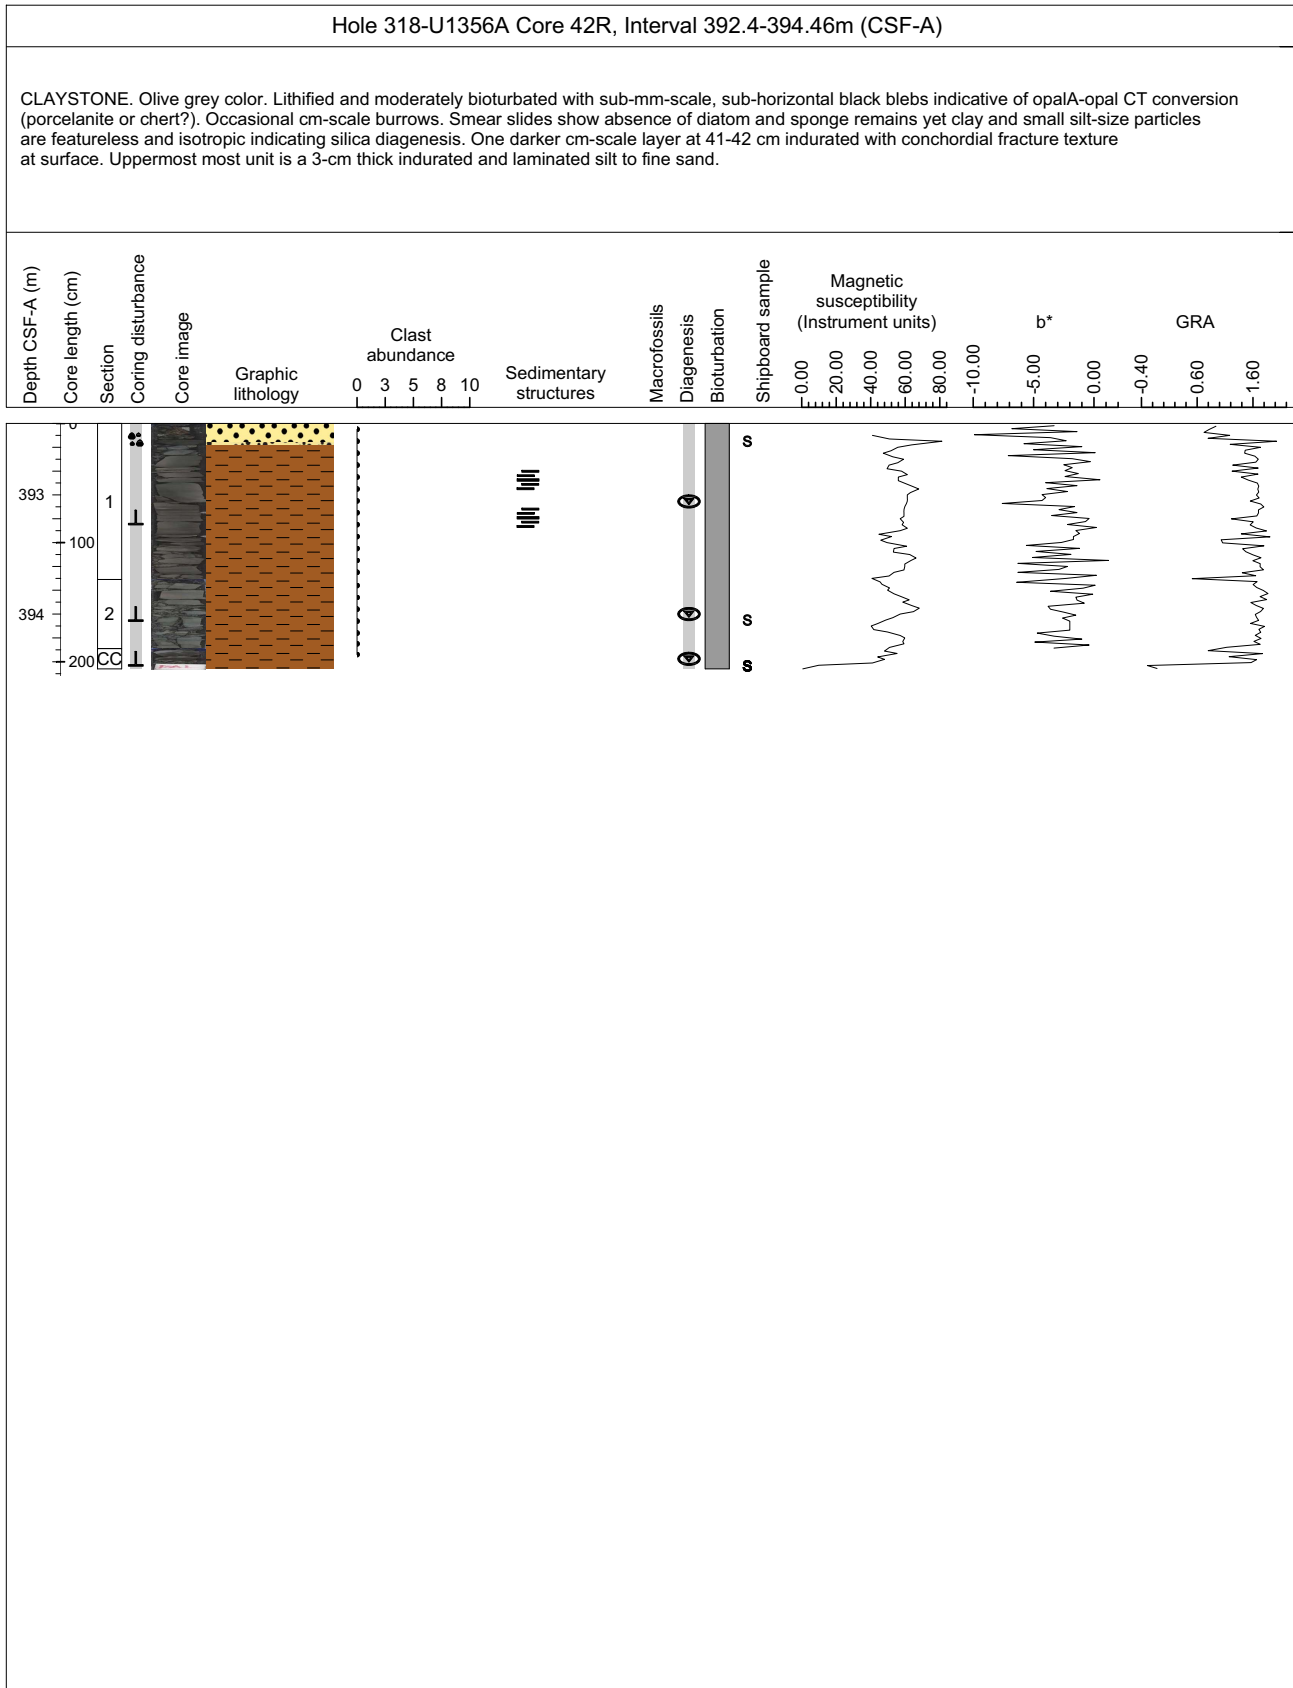 Hole 318-U1356A Core 42R, Interval 392.4-394.46m (CSF-A)
CLAYSTONE. Olive grey color. Lithified and moderately bioturbated with sub-mm-scale, sub-horizontal black blebs indicative of opalA-opal CT conversion
(porcelanite or chert?). Occasional cm-scale burrows. Smear slides show absence of diatom and sponge remains yet clay and small silt-size particles
are featureless and isotropic indicating silica diagenesis. One darker cm-scale layer at 41-42 cm indurated with conchordial fracture texture
at surface. Uppermost most unit is a 3-cm thick indurated and laminated silt to fine sand.
Depth CSF-A (m)
Core length (cm)
Section
Coring disturbance
Core image
Graphic
lithology
Clast
abundance
0 3 5 8 10
Sedimentary
structures
Macrofossils
Diagenesis
Bioturbation
Shipboard sample
Magnetic
susceptibility
(Instrument units)
0.00 20.00 40.00 60.00 80.00
b*
-10.00 -5.00 0.00
GRA
-0.40 0.60 1.60
0
S
393
1
100
394
2
S
200
CC
S